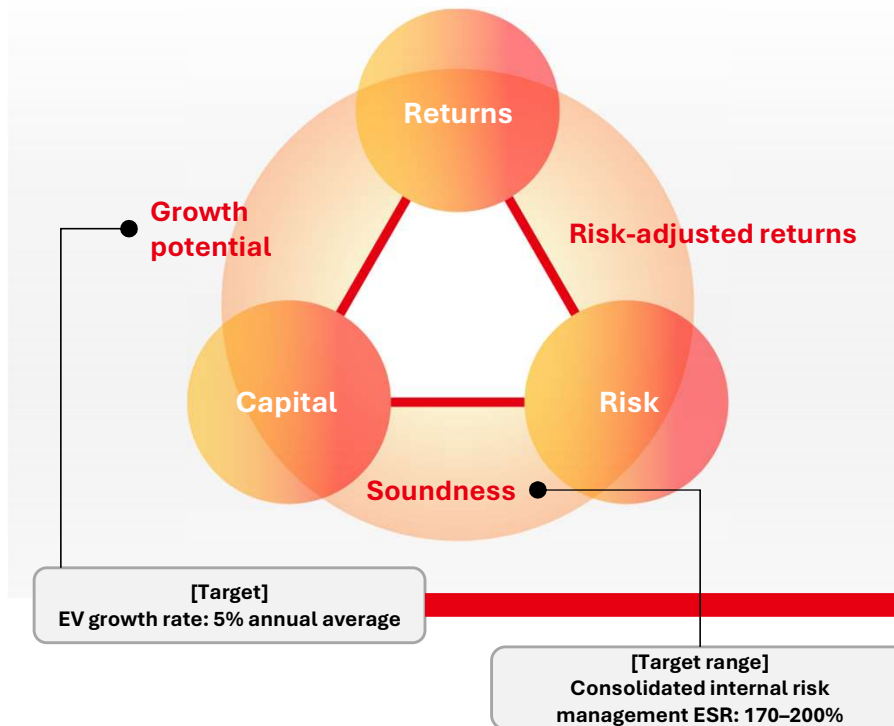 Returns
Growth
potential
Risk-adjusted returns
Capital
Risk
Soundness
[Target]
EV growth rate: 5% annual average
[Target range]
Consolidated internal risk
management ESR: 170–200%